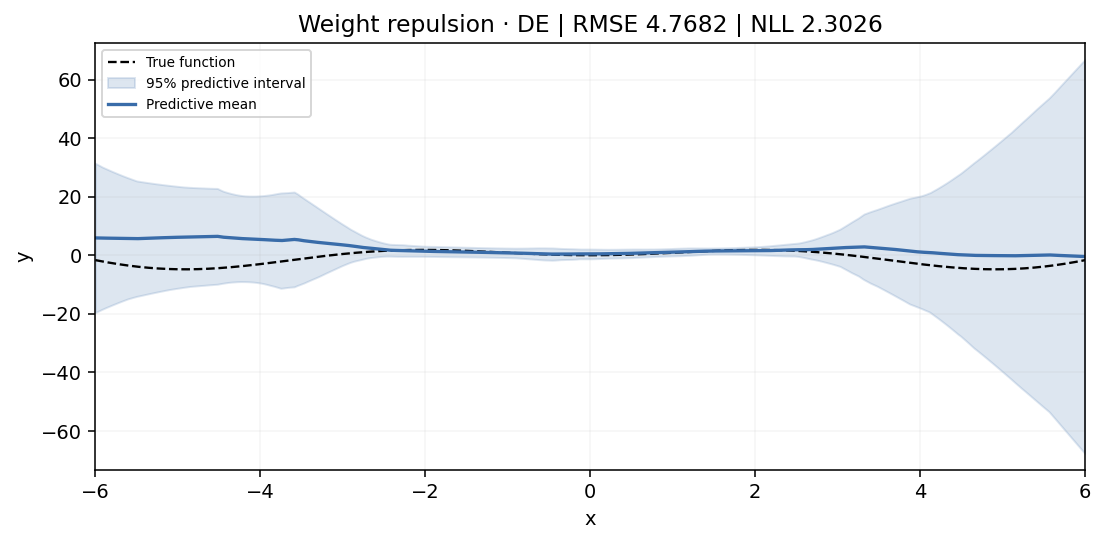 Weight repulsion · DE | RMSE 4.7682 | NLL 2.3026
True function
95% predictive interval
Predictive mean
60
40
20
0
−20
−40
−60
y
−6 −4 −2 0 2 4 6
x